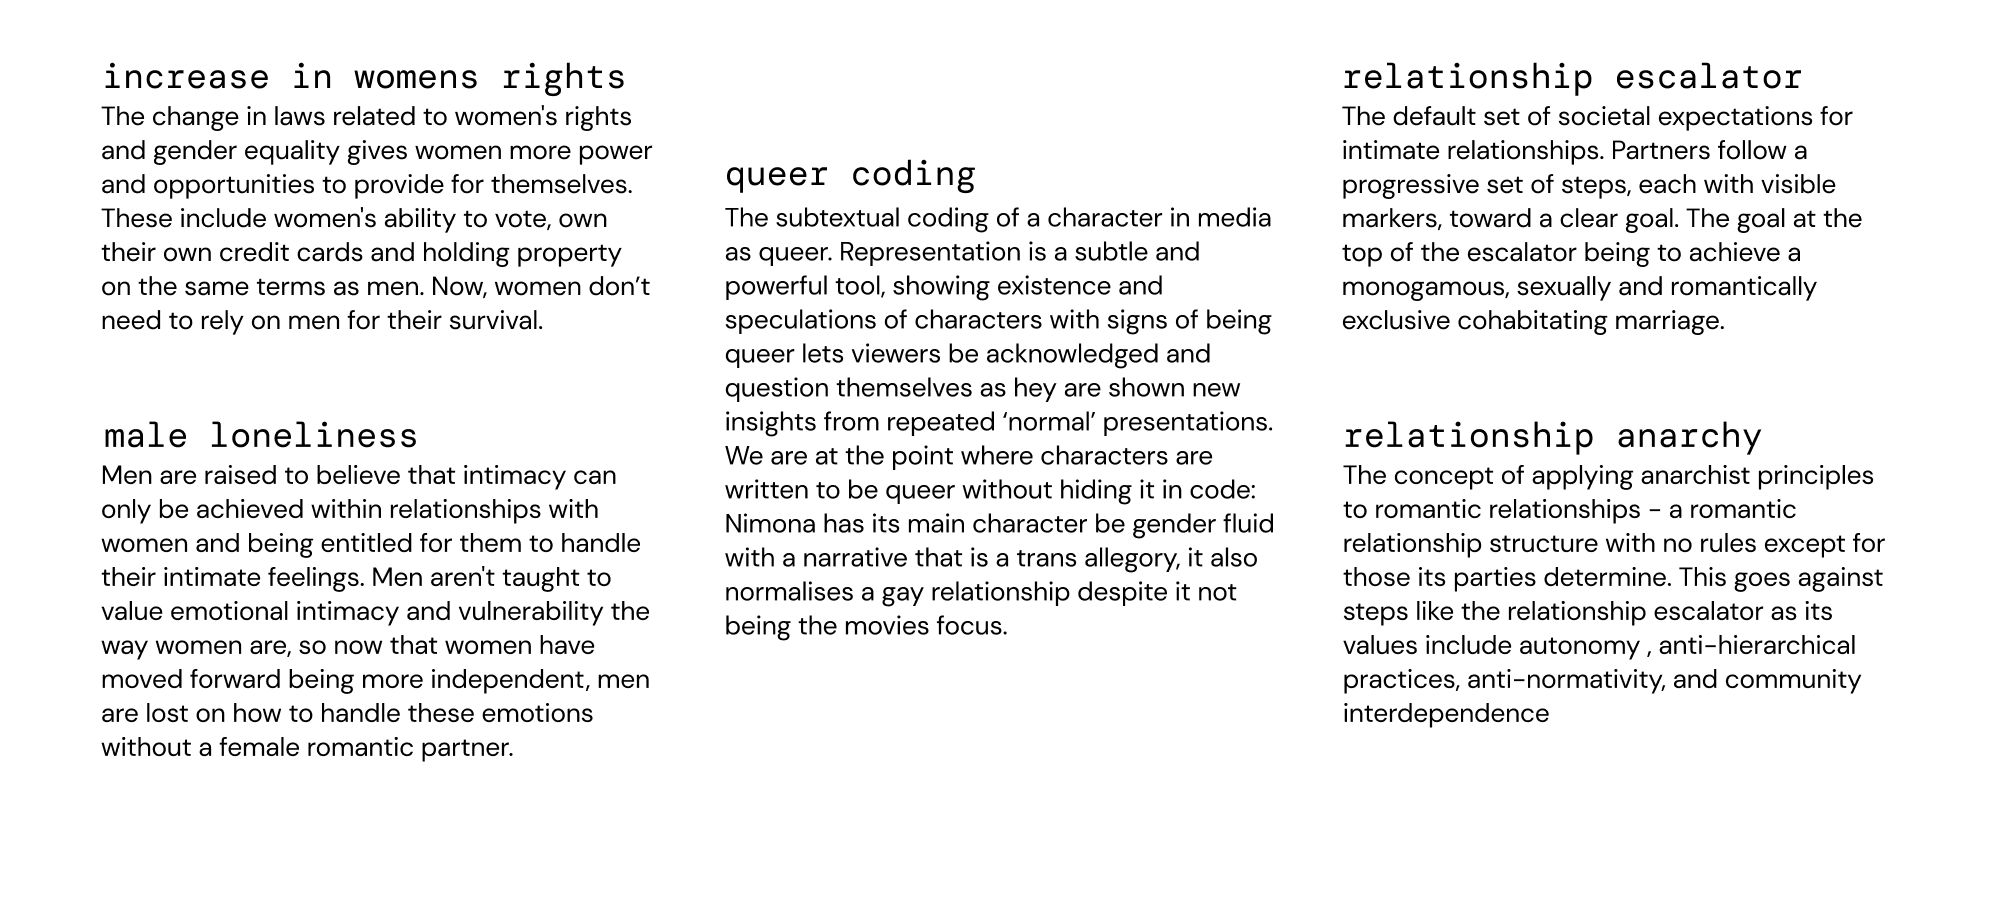 increase in womens rights
The change in laws related to women's rights
and gender equality gives women more power
and opportunities to provide for themselves.
These include women's ability to vote, own
their own credit cards and holding property
on the same terms as men. Now, women don’t
need to rely on men for their survival.
male loneliness
Men are raised to believe that intimacy can
only be achieved within relationships with
women and being entitled for them to handle
their intimate feelings. Men aren't taught to
value emotional intimacy and vulnerability the
way women are, so now that women have
moved forward being more independent, men
are lost on how to handle these emotions
without a female romantic partner.
queer coding
The subtextual coding of a character in media
as queer. Representation is a subtle and
powerful tool, showing existence and
speculations of characters with signs of being
queer lets viewers be acknowledged and
question themselves as hey are shown new
insights from repeated ‘normal’ presentations.
We are at the point where characters are
written to be queer without hiding it in code:
Nimona has its main character be gender fluid
with a narrative that is a trans allegory, it also
normalises a gay relationship despite it not
being the movies focus.
relationship escalator
The default set of societal expectations for
intimate relationships. Partners follow a
progressive set of steps, each with visible
markers, toward a clear goal. The goal at the
top of the escalator being to achieve a
monogamous, sexually and romantically
exclusive cohabitating marriage.
relationship anarchy
The concept of applying anarchist principles
to romantic relationships - a romantic
relationship structure with no rules except for
those its parties determine. This goes against
steps like the relationship escalator as its
values include autonomy , anti-hierarchical
practices, anti-normativity, and community
interdependence